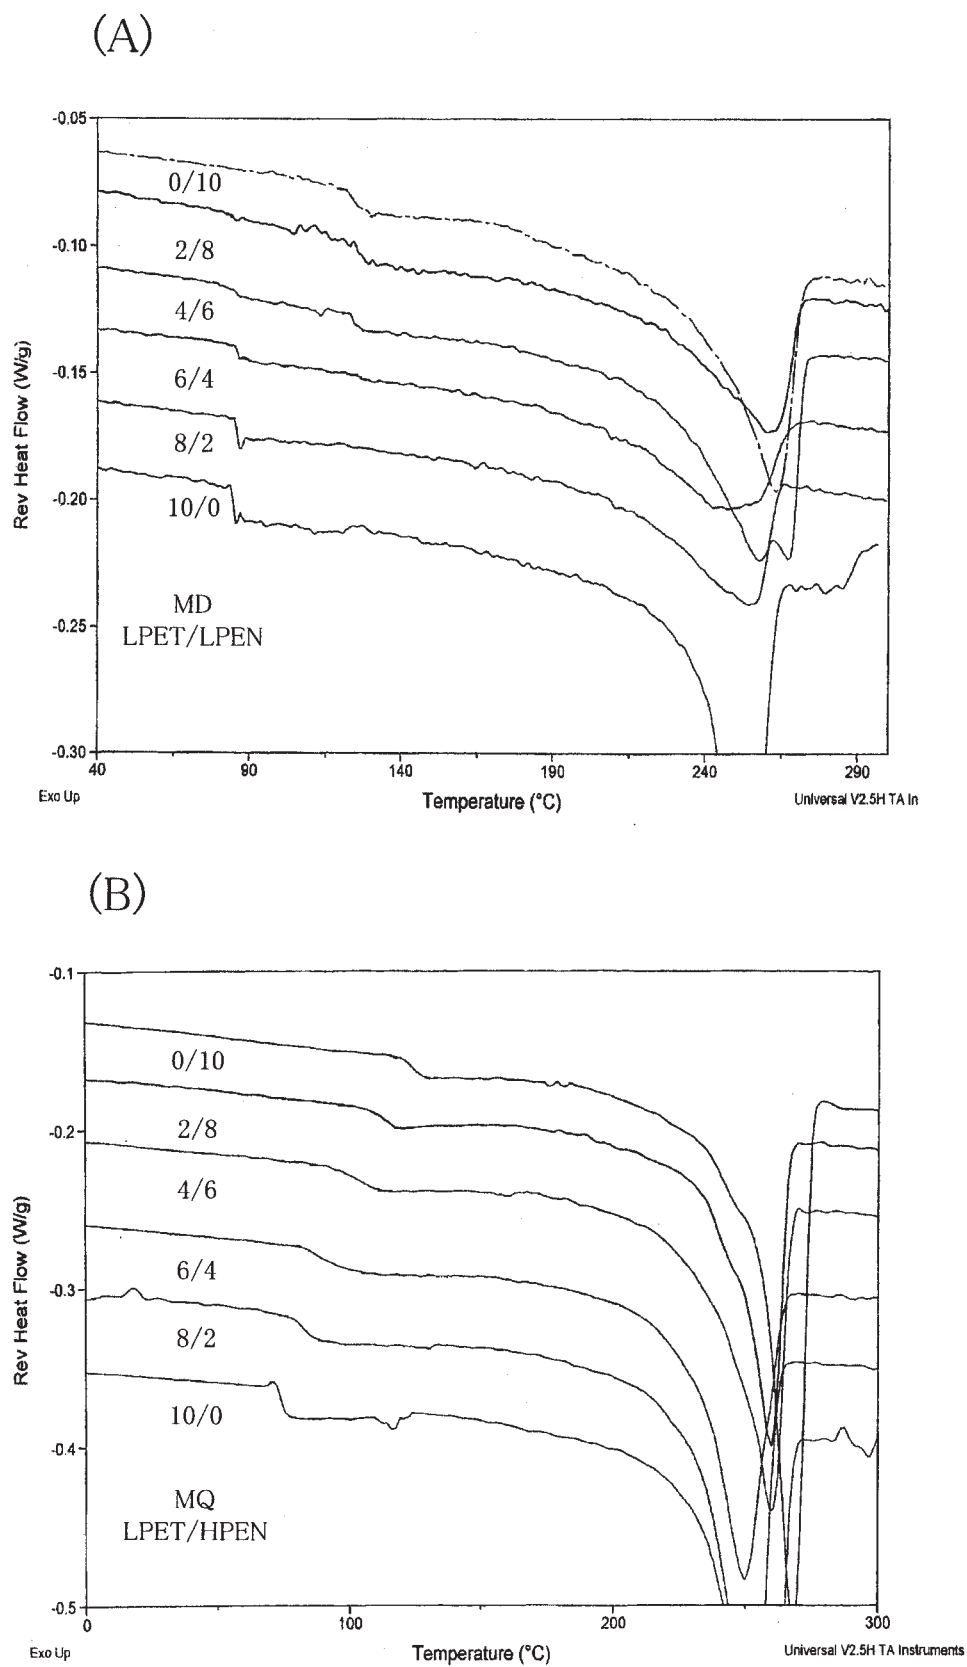 (A)
-0.05
-0.10
-0.15
-0.20
-0.25
-0.30
Rev Heat Flow (W/g)
0/10
2/8
4/6
6/4
8/2
10/0
MD
LPET/LPEN
40
90
140
190
240
290
Exo Up
Temperature (°C)
Universal V2.5H TA In
(B)
-0.1
-0.2
-0.3
-0.4
-0.5
Rev Heat Flow (W/g)
0/10
2/8
4/6
6/4
8/2
10/0
MQ
LPET/HPEN
0
100
200
300
Exo Up
Temperature (°C)
Universal V2.5H TA Instruments